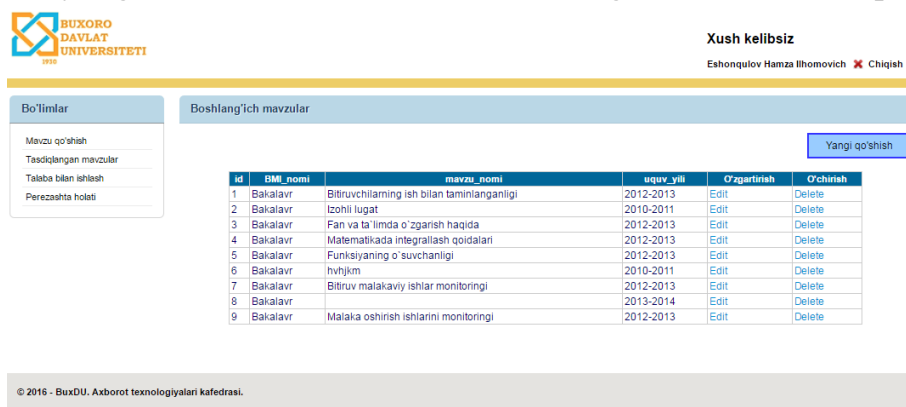 BUXORO
DAVLAT
UNIVERSITETI
1930
Xush kelibsiz
Eshonqulov Hamza Ilhomovich Chiqish
Bo'limlar
Boshlang'ich mavzular
Mavzu qo'shish
Tasdiqlangan mavzular
Talaba bilan ishlash
Perezashta holati
Yangi qo'shish
id BMI_nomi mavzu_nomi uquv_yili O'zgartirish O'chirish
1 Bakalavr Bitiruvchilarning ish bilan taminlanganligi 2012-2013 Edit Delete
2 Bakalavr Izohli lugat 2010-2011 Edit Delete
3 Bakalavr Fan va ta`limda o`zgarish haqida 2012-2013 Edit Delete
4 Bakalavr Matematikada integrallash qoidalari 2012-2013 Edit Delete
5 Bakalavr Funksiyaning o`suvchanligi 2012-2013 Edit Delete
6 Bakalavr hvhjkm 2010-2011 Edit Delete
7 Bakalavr Bitiruv malakaviy ishlar monitoringi 2012-2013 Edit Delete
8 Bakalavr 2013-2014 Edit Delete
9 Bakalavr Malaka oshirish ishlarini monitoringi 2012-2013 Edit Delete
© 2016 - BuxDU. Axborot texnologiyalari kafedrasi.